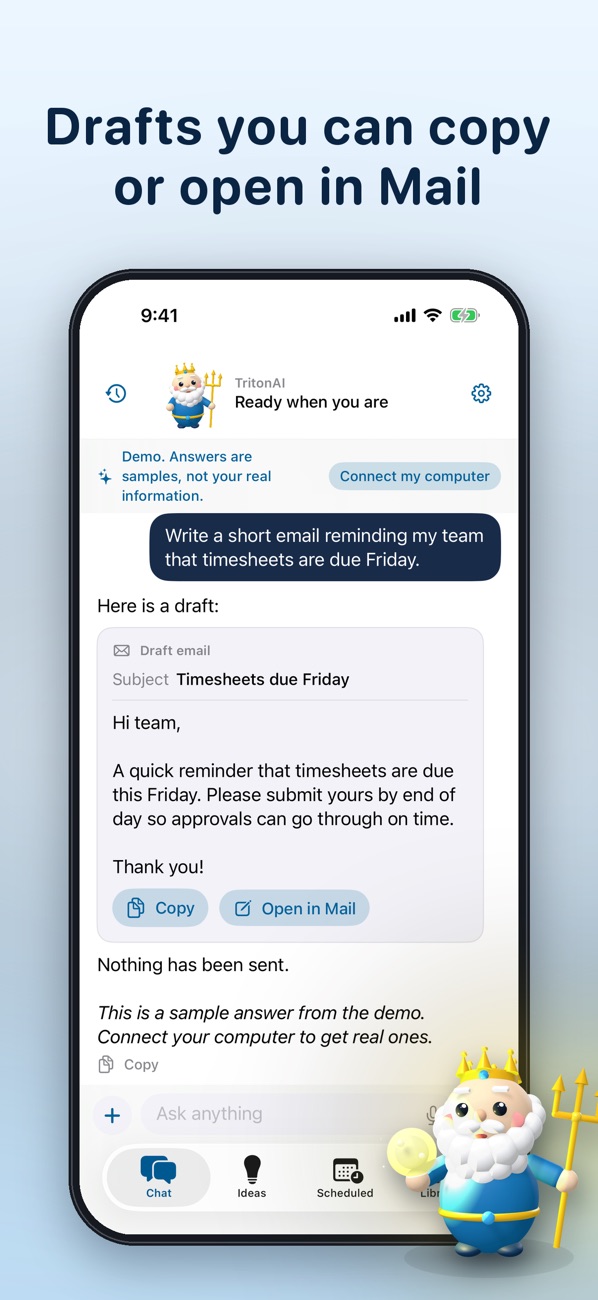 Drafts you can copy
or open in Mail
9:41
TritonAI
Ready when you are
Demo. Answers are
samples, not your real
information.
Connect my computer
Write a short email reminding my team
that timesheets are due Friday.
Here is a draft:
Draft email
Subject Timesheets due Friday
Hi team,
A quick reminder that timesheets are due
this Friday. Please submit yours by end of
day so approvals can go through on time.
Thank you!
Copy
Open in Mail
Nothing has been sent.
This is a sample answer from the demo.
Connect your computer to get real ones.
Copy
Ask anything
Chat
Ideas
Scheduled